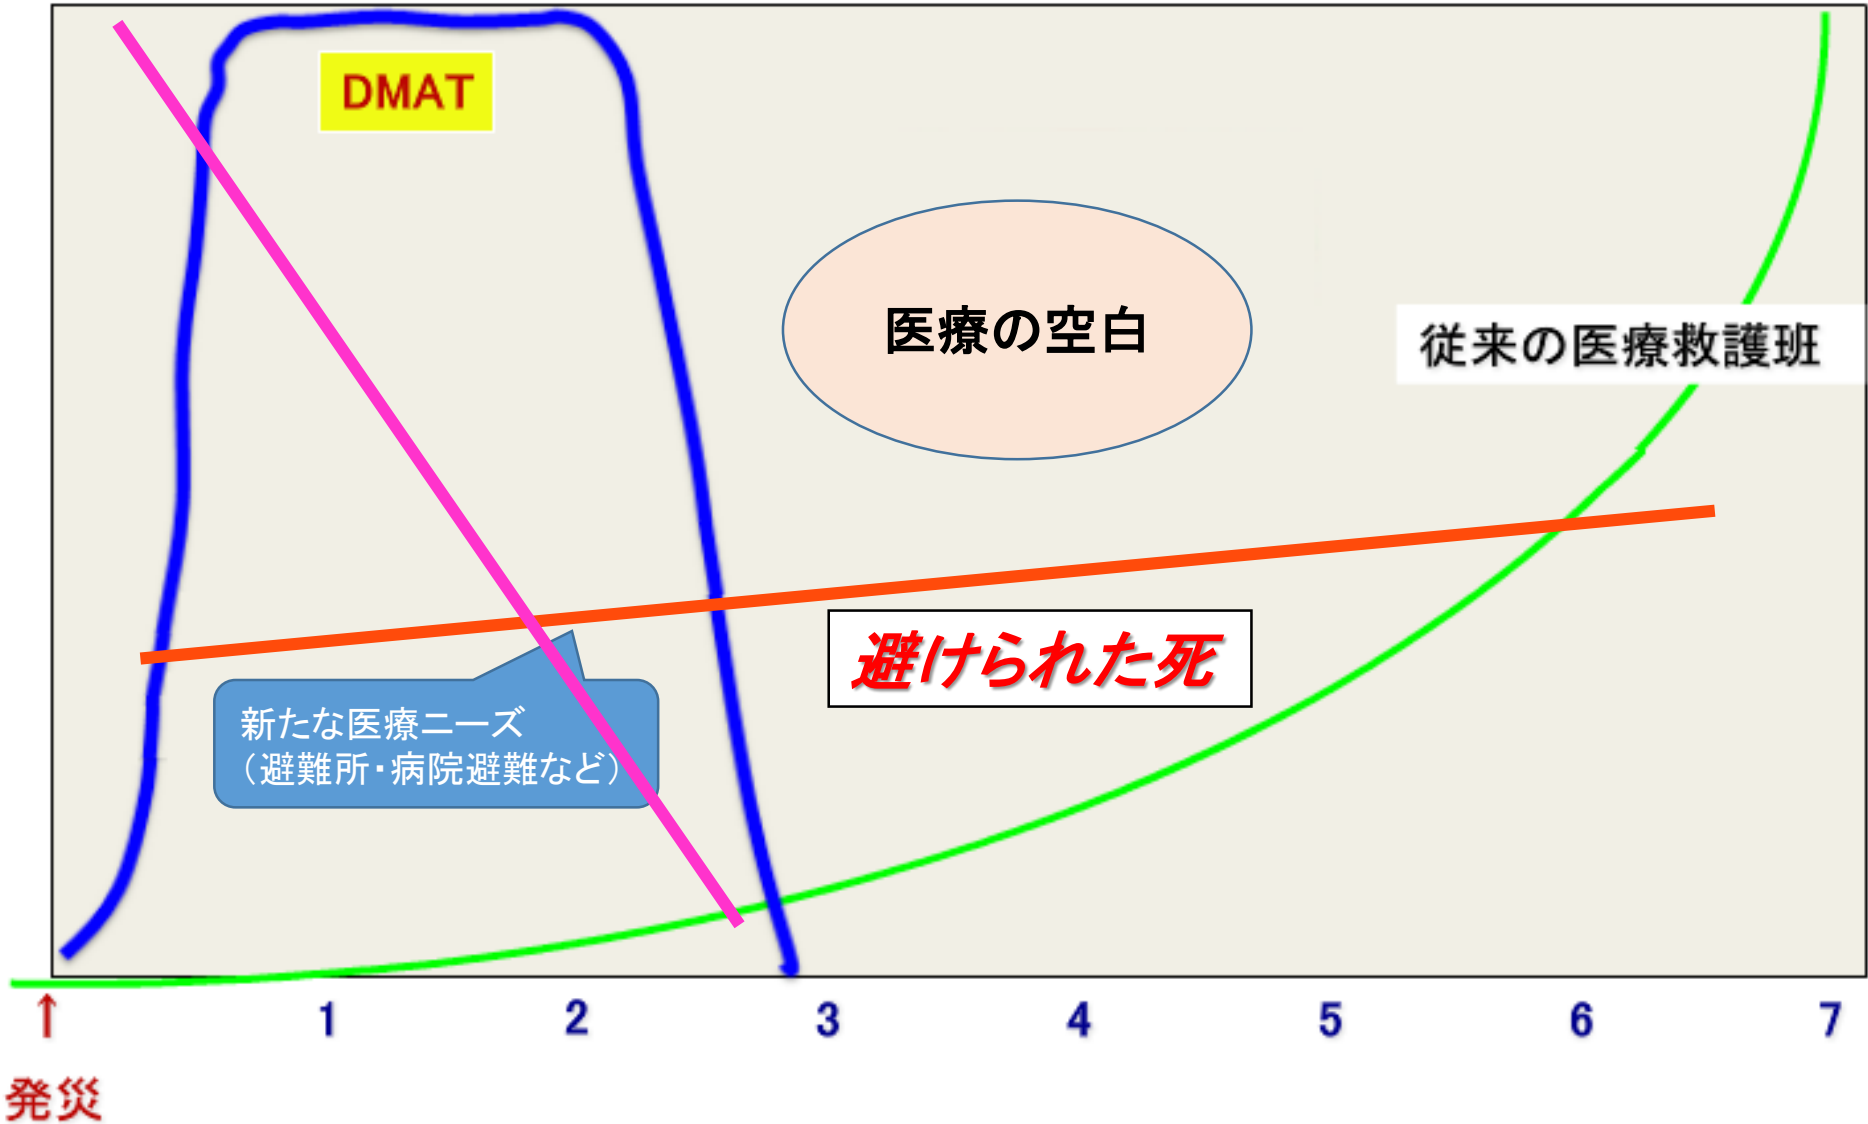 DMAT
医療の空白
従来の医療救護班
避けられた死
新たな医療ニーズ
（避難所・病院避難など）
1 2 3 4 5 6 7
↑
発災